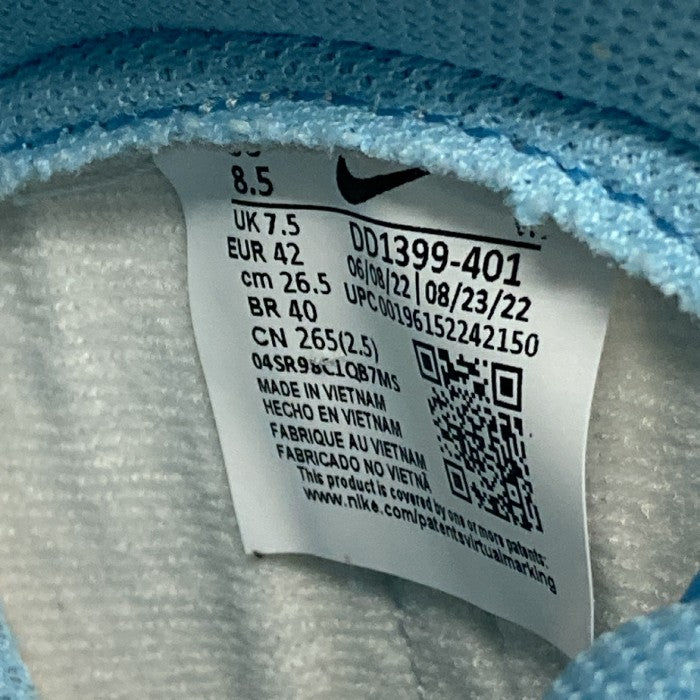 8.5
UK 7.5
EUR 42
cm 26.5
BR 40
CN 265(2.5)
DD1399-401
06/08/22 | 08/23/22
UPC00196152242150
04SR98C1QB7MS
MADE IN VIETNAM
HECHO EN VIETNAM
FABRIQUE AU VIETNAM
FABRICADO NO VIETNÃ
This product is covered by one or more patents:
www.nike.com/patentsvirtualmarking